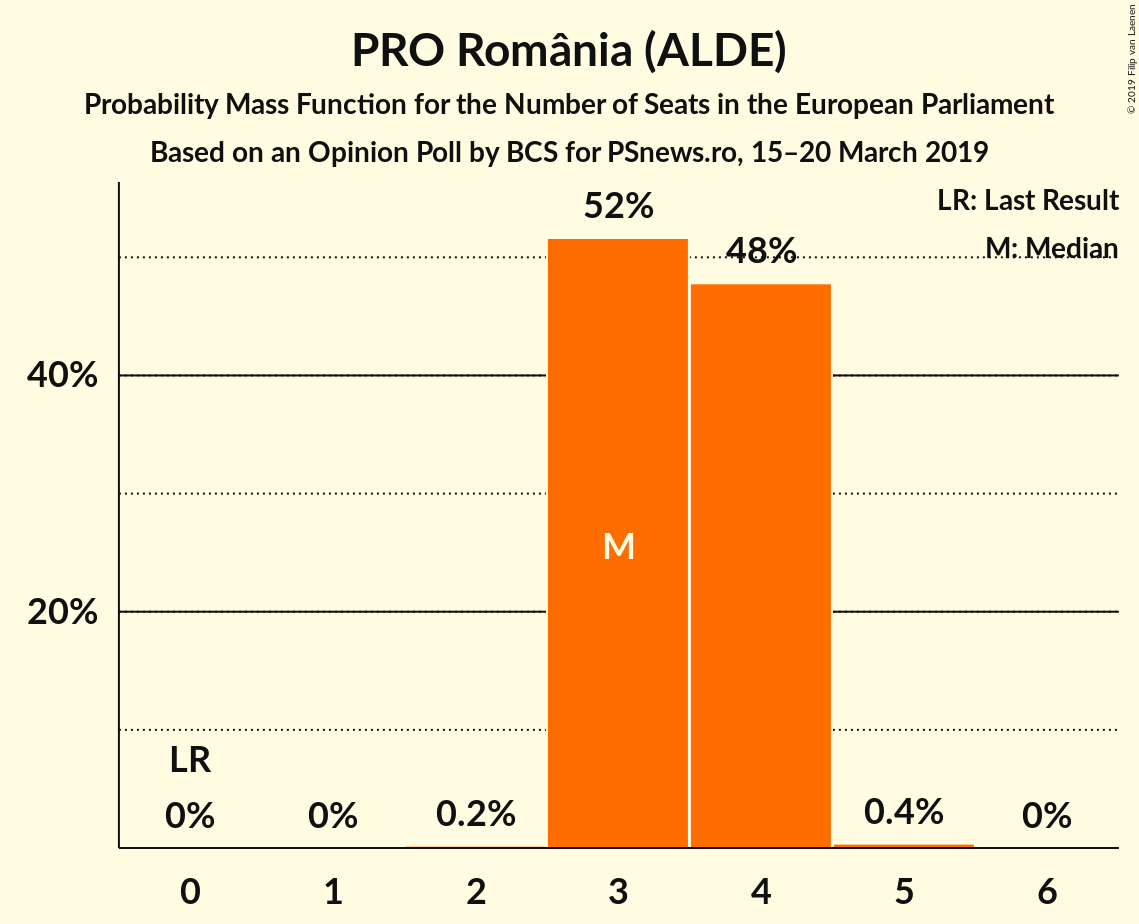 PRO România (ALDE)
Probability Mass Function for the Number of Seats in the European Parliament
Based on an Opinion Poll by BCS for PSnews.ro, 15–20 March 2019
© 2019 Filip van Laenen
LR: Last Result
M: Median
52%
48%
40%
M
20%
LR
0%
0%
0.2%
0.4%
0%
0
1
2
3
4
5
6